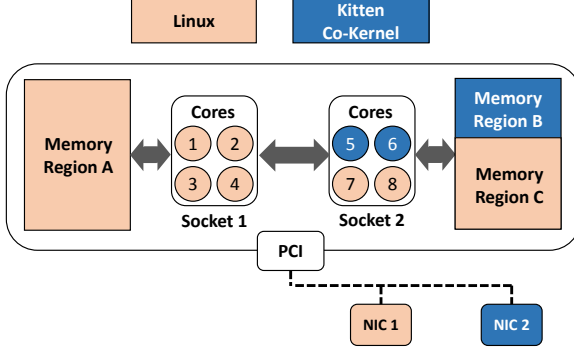 Linux
Kitten
Co-Kernel
Memory
Region A
Cores
1 2
3 4
Socket 1
Cores
5 6
7 8
Socket 2
Memory
Region B
Memory
Region C
PCI
NIC 1
NIC 2